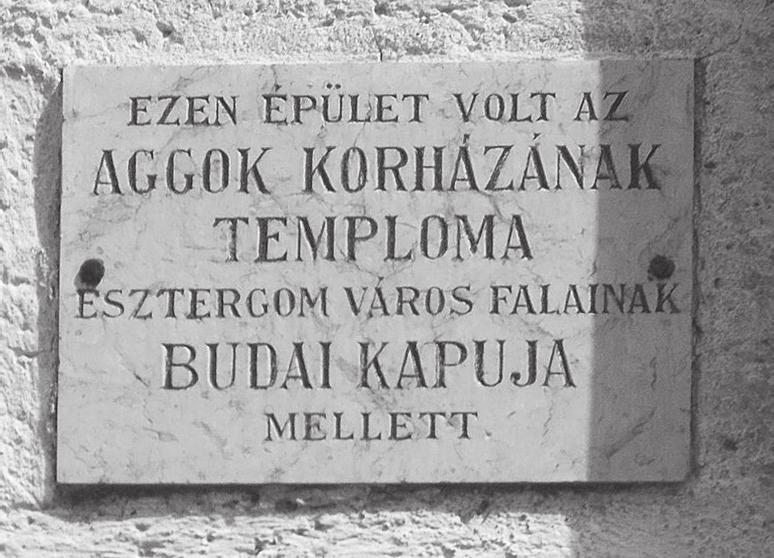 EZEN ÉPÜLET VOLT AZ
AGGOK KORHÁZÁNAK
TEMPLOMA
ESZTERGOM VÁROS FALAINAK
BUDAI KAPUJA
MELLETT.